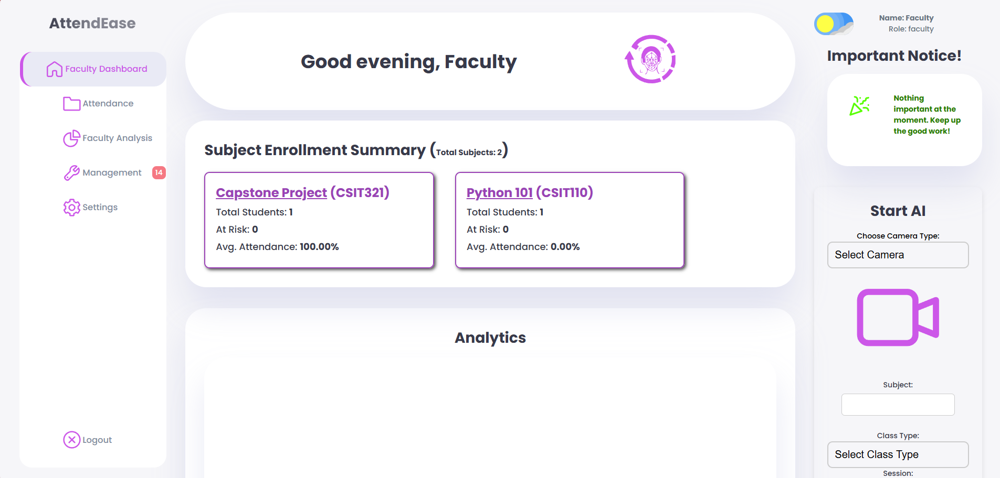 AttendEase
Faculty Dashboard
Attendance
Faculty Analysis
Management 14
Settings
Logout
Good evening, Faculty
Subject Enrollment Summary (Total Subjects: 2)
Capstone Project (CSIT321)
Total Students: 1
At Risk: 0
Avg. Attendance: 100.00%
Python 101 (CSIT110)
Total Students: 1
At Risk: 0
Avg. Attendance: 0.00%
Analytics
Name: Faculty
Role: faculty
Important Notice!
Nothing
important at the
moment. Keep up
the good work!
Start AI
Choose Camera Type:
Select Camera
Subject:
Class Type:
Select Class Type
Session: